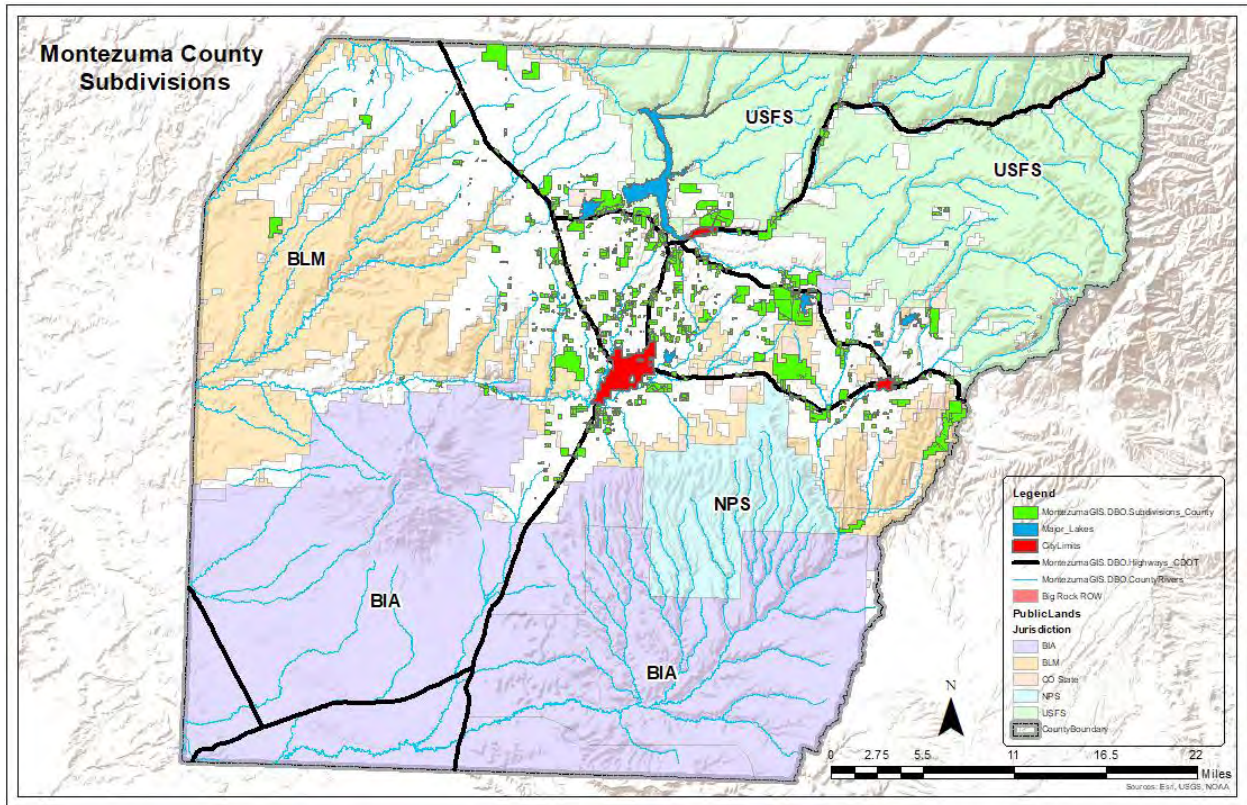 Montezuma County
Subdivisions
USFS
USFS
BLM
NPS
BIA
BIA
Legend
MontezumaGIS.DBO.Subdivisions_County
Major_Lakes
CityLimits
MontezumaGIS.DBO.Highways_CDOT
MontezumaGIS.DBO.CountyRivers
Big Rock ROW
PublicLands
Jurisdiction
BIA
BLM
CO State
NPS
USFS
CountyBoundary
N
0 2.75 5.5 11 16.5 22
Miles
Sources: Esri, USGS, NOAA